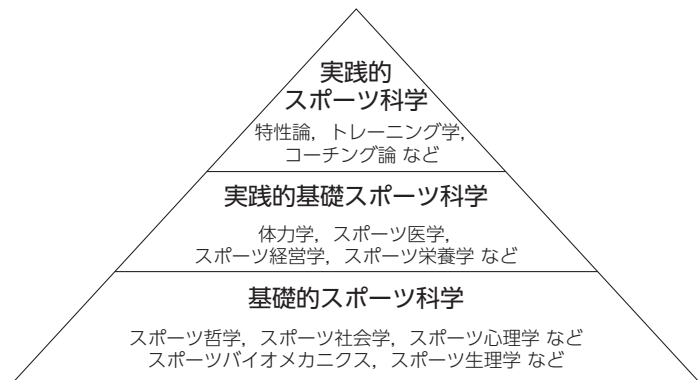 実践的
スポーツ科学
特性論，トレーニング学，
コーチング論 など
実践的基礎スポーツ科学
体力学，スポーツ医学，
スポーツ経営学，スポーツ栄養学 など
基礎的スポーツ科学
スポーツ哲学，スポーツ社会学，スポーツ心理学 など
スポーツバイオメカニクス，スポーツ生理学 など